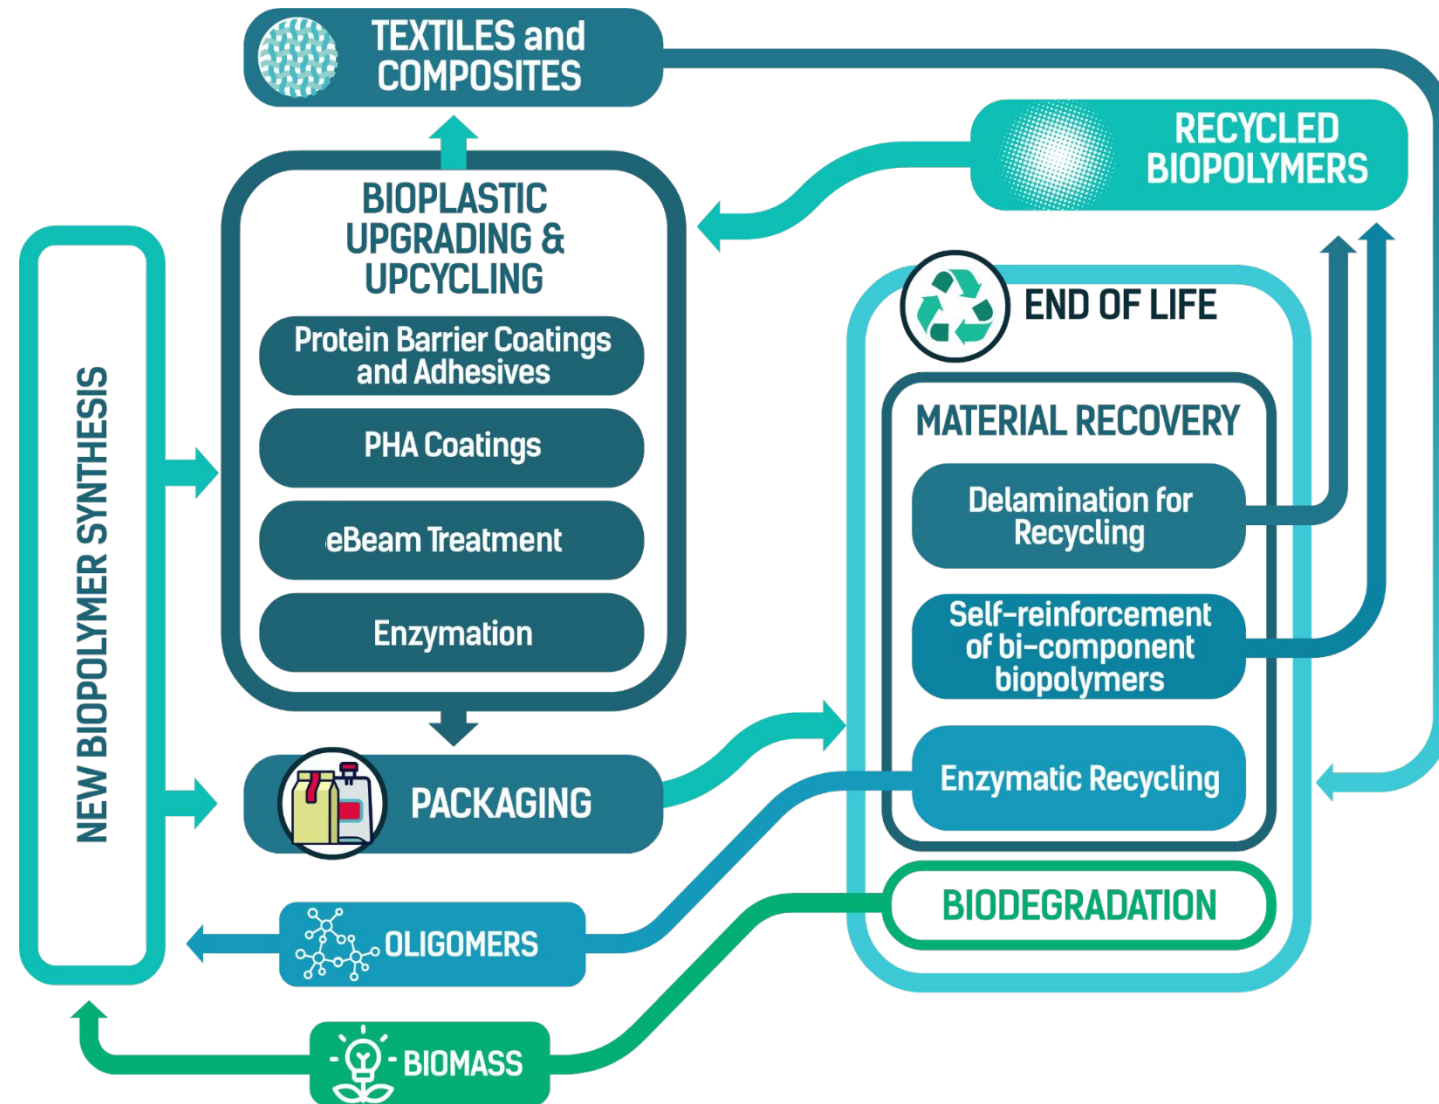 TEXTILES and
COMPOSITES
RECYCLED
BIOPOLYMERS
BIOPLASTIC
UPGRADING &
UPCYCLING
Protein Barrier Coatings
and Adhesives
PHA Coatings
eBeam Treatment
Enzymation
NEW BIOPOLYMER SYNTHESIS
END OF LIFE
MATERIAL RECOVERY
Delamination for
Recycling
Self-reinforcement
of bi-component
biopolymers
Enzymatic Recycling
PACKAGING
BIODEGRADATION
OLIGOMERS
BIOMASS